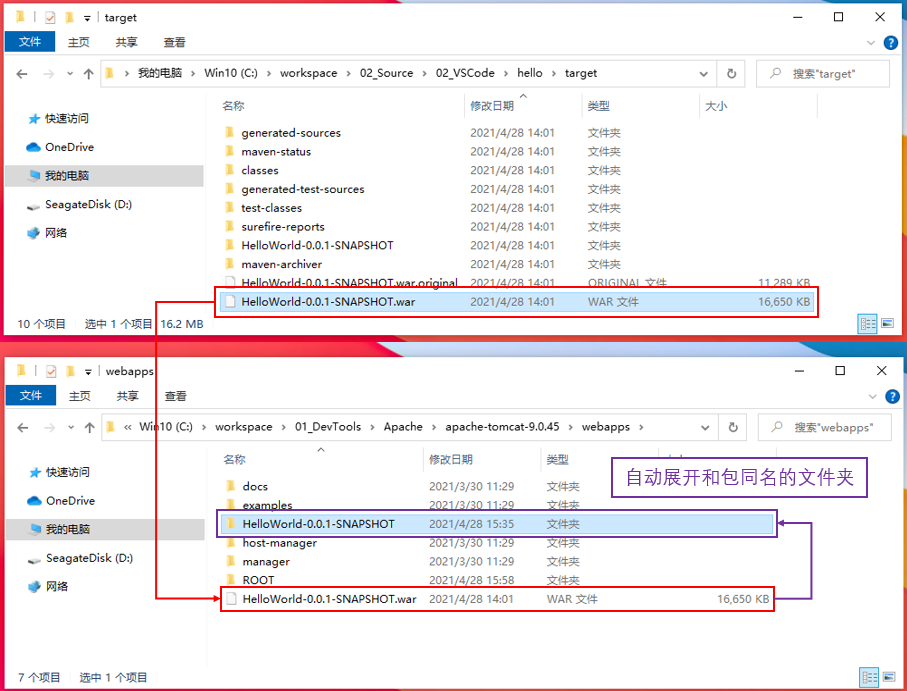 target
文件 主页 共享 查看
我的电脑 Win10 (C:) workspace 02_Source 02_VSCode hello target 搜索"target"
名称 修改日期 类型 大小
快速访问
OneDrive
我的电脑
SeagateDisk (D:)
网络
generated-sources 2021/4/28 14:01 文件夹
maven-status 2021/4/28 14:01 文件夹
classes 2021/4/28 14:01 文件夹
generated-test-sources 2021/4/28 14:01 文件夹
test-classes 2021/4/28 14:01 文件夹
surefire-reports 2021/4/28 14:01 文件夹
HelloWorld-0.0.1-SNAPSHOT 2021/4/28 14:01 文件夹
maven-archiver 2021/4/28 14:01 文件夹
HelloWorld-0.0.1-SNAPSHOT.war.original 2021/4/28 14:01 ORIGINAL 文件 11,289 KB
HelloWorld-0.0.1-SNAPSHOT.war 2021/4/28 14:01 WAR 文件 16,650 KB
10 个项目 选中 1 个项目 16.2 MB
webapps
文件 主页 共享 查看
« Win10 (C:) workspace 01_DevTools Apache apache-tomcat-9.0.45 webapps 搜索"webapps"
名称 修改日期 类型
自动展开和包同名的文件夹
快速访问
OneDrive
我的电脑
SeagateDisk (D:)
网络
docs 2021/3/30 11:29 文件夹
examples 2021/3/30 11:29 文件夹
HelloWorld-0.0.1-SNAPSHOT 2021/4/28 15:35 文件夹
host-manager 2021/3/30 11:29 文件夹
manager 2021/3/30 11:29 文件夹
ROOT 2021/4/28 15:58 文件夹
HelloWorld-0.0.1-SNAPSHOT.war 2021/4/28 14:01 WAR 文件 16,650 KB
7 个项目 选中 1 个项目